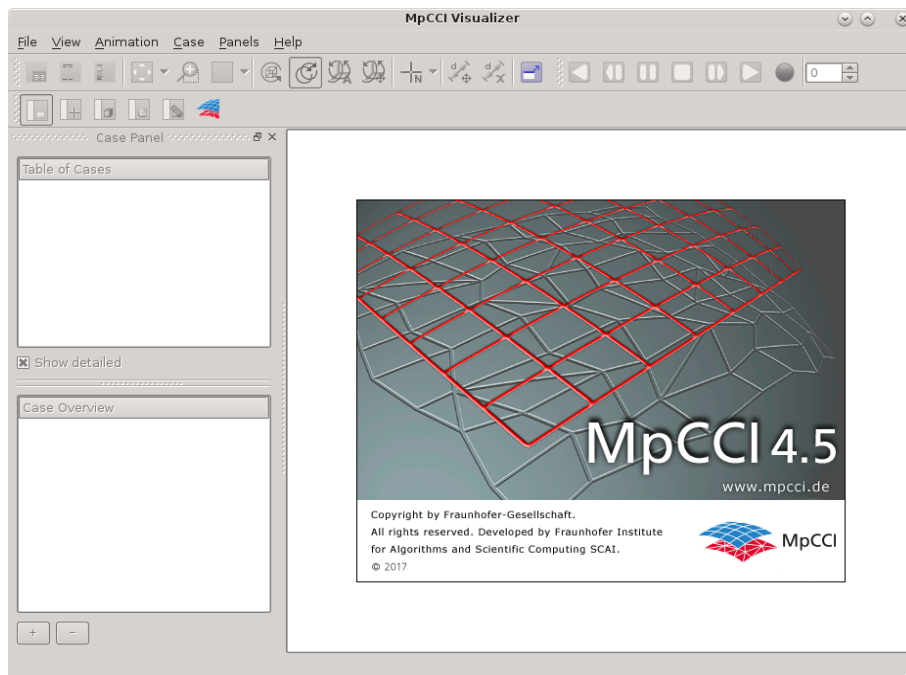 MpCCI Visualizer
File View Animation Case Panels Help
N
X
0
Case Panel
Table of Cases
Show detailed
Case Overview
MpCCI 4.5
www.mpcci.de
Copyright by Fraunhofer-Gesellschaft.
All rights reserved. Developed by Fraunhofer Institute
for Algorithms and Scientific Computing SCAI.
© 2017
MpCCI